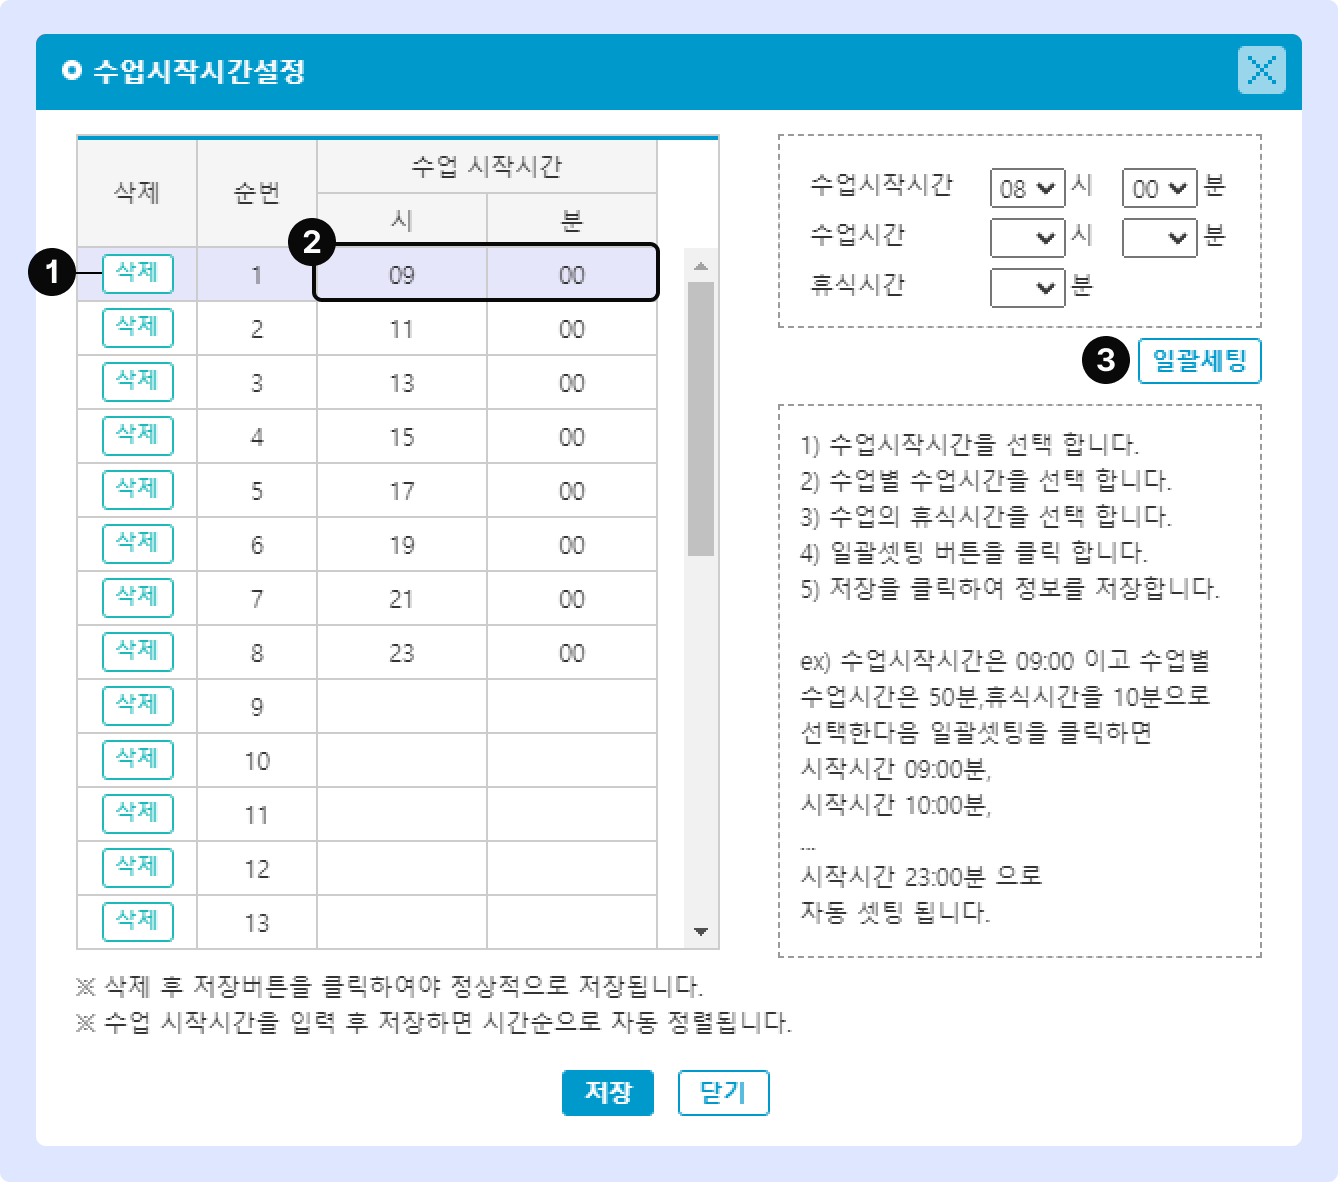 수업시작시간설정
삭제 순번 수업 시작시간
시 분
1 삭제 1 2 09 00
삭제 2 11 00
삭제 3 13 00
삭제 4 15 00
삭제 5 17 00
삭제 6 19 00
삭제 7 21 00
삭제 8 23 00
삭제 9
삭제 10
삭제 11
삭제 12
삭제 13
※ 삭제 후 저장버튼을 클릭하여야 정상적으로 저장됩니다.
※ 수업 시작시간을 입력 후 저장하면 시간순으로 자동 정렬됩니다.
수업시작시간 08 시 00 분
수업시간 시 분
휴식시간 분
3 일괄세팅
1) 수업시작시간을 선택 합니다.
2) 수업별 수업시간을 선택 합니다.
3) 수업의 휴식시간을 선택 합니다.
4) 일괄셋팅 버튼을 클릭 합니다.
5) 저장을 클릭하여 정보를 저장합니다.
ex) 수업시작시간은 09:00 이고 수업별
수업시간은 50분,휴식시간을 10분으로
선택한다음 일괄셋팅을 클릭하면
시작시간 09:00분,
시작시간 10:00분,
...
시작시간 23:00분 으로
자동 셋팅 됩니다.
저장 닫기